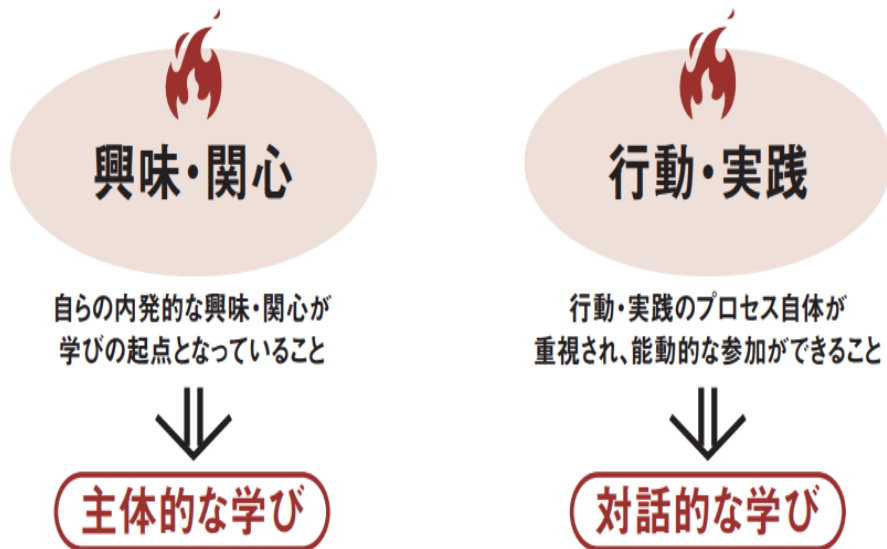 興味・関心
自らの内発的な興味・関心が
学びの起点となっていること
主体的な学び
行動・実践
行動・実践のプロセス自体が
重視され、能動的な参加ができること
対話的な学び